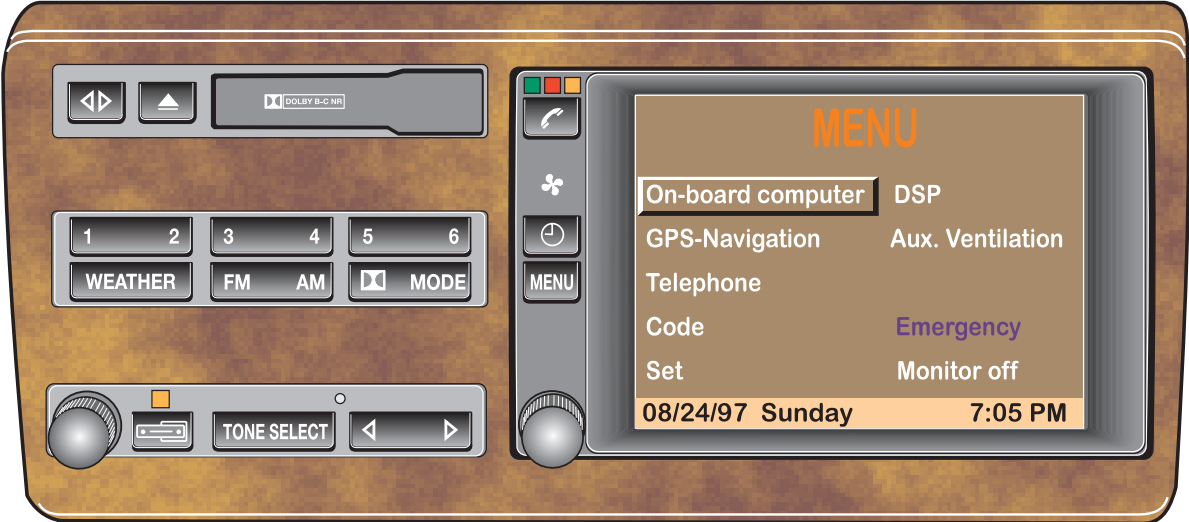 DOLBY B-C NR
1 2 3 4 5 6
WEATHER FM AM MODE
TONE SELECT
MENU
MENU
On-board computer DSP
GPS-Navigation Aux. Ventilation
Telephone
Code Emergency
Set Monitor off
08/24/97 Sunday 7:05 PM